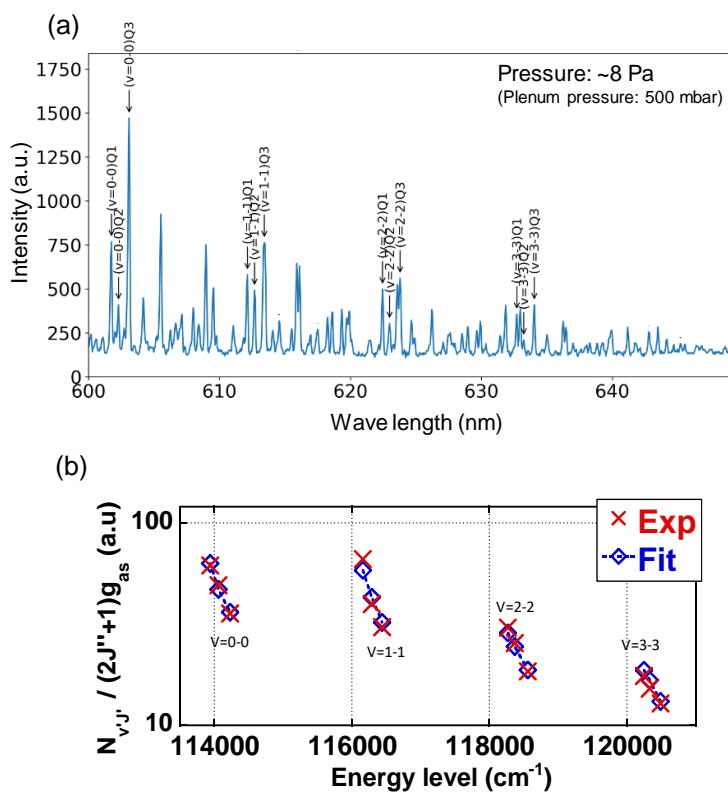 (a)
Pressure: ~8 Pa
(Plenum pressure: 500 mbar)
Intensity (a.u.)
1750
1500
1250
1000
750
500
250
0
(v=0-0)Q1
(v=0-0)Q2
(v=0-0)Q3
(v=1-1)Q1
(v=1-1)Q2
(v=1-1)Q3
(v=2-2)Q1
(v=2-2)Q2
(v=2-2)Q3
(v=3-3)Q1
(v=3-3)Q2
(v=3-3)Q3
600 610 620 630 640
Wave length (nm)
(b)
N_{v'J'} / (2J''+1)g_{as} (a.u)
100
10
Exp
Fit
V=0-0
V=1-1
V=2-2
V=3-3
114000 116000 118000 120000
Energy level (cm⁻¹)